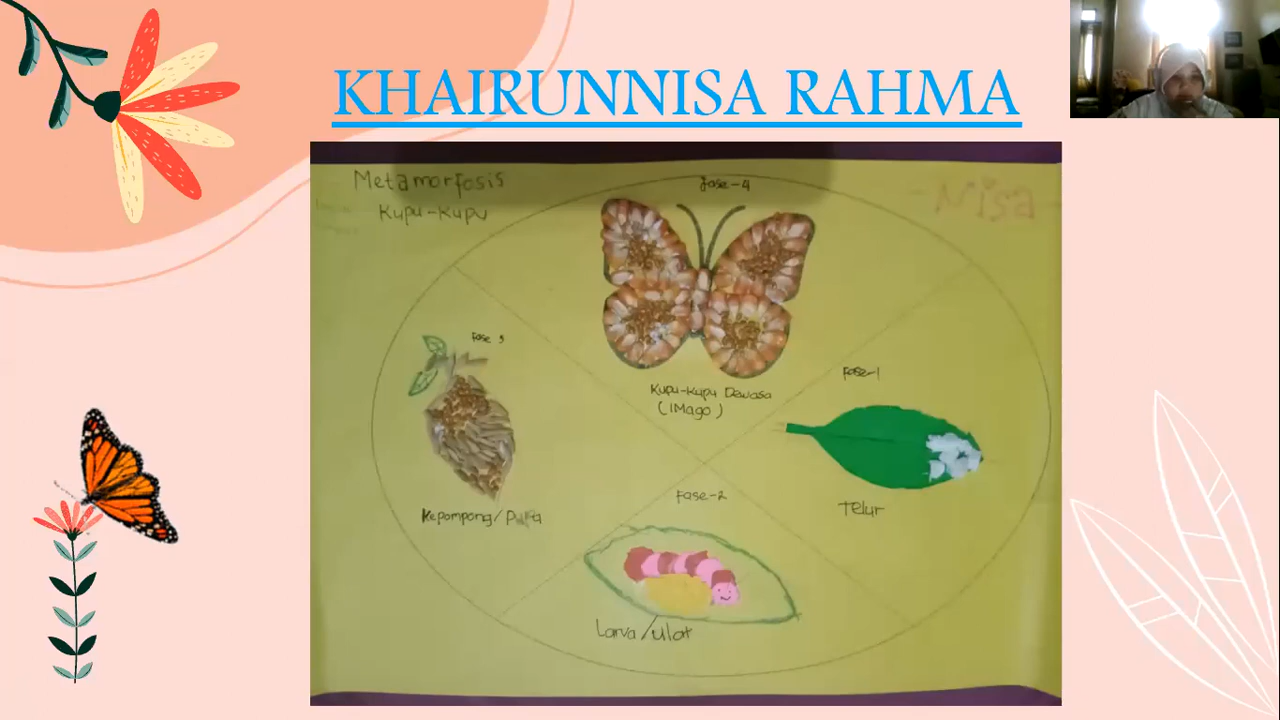 KHAIRUNNISA RAHMA
Metamorfosis
Kupu-Kupu
Nisa
fase-4
Kupu-Kupu Dewasa
(IMago)
Fase 3
Kepompong/Pupa
Fase-1
Telur
Fase-2
Larva/ulat